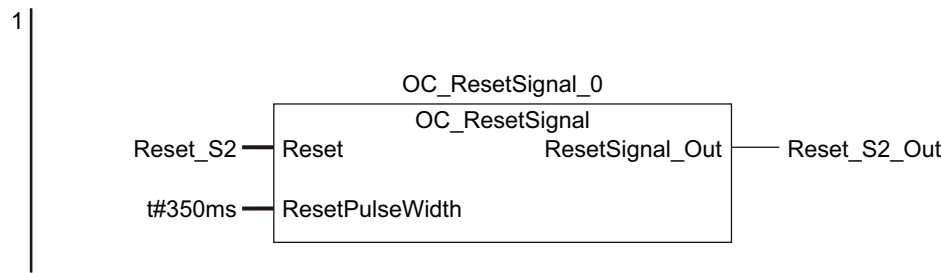 1
OC_ResetSignal_0
OC_ResetSignal
Reset_S2 Reset ResetSignal_Out Reset_S2_Out
t#350ms ResetPulseWidth